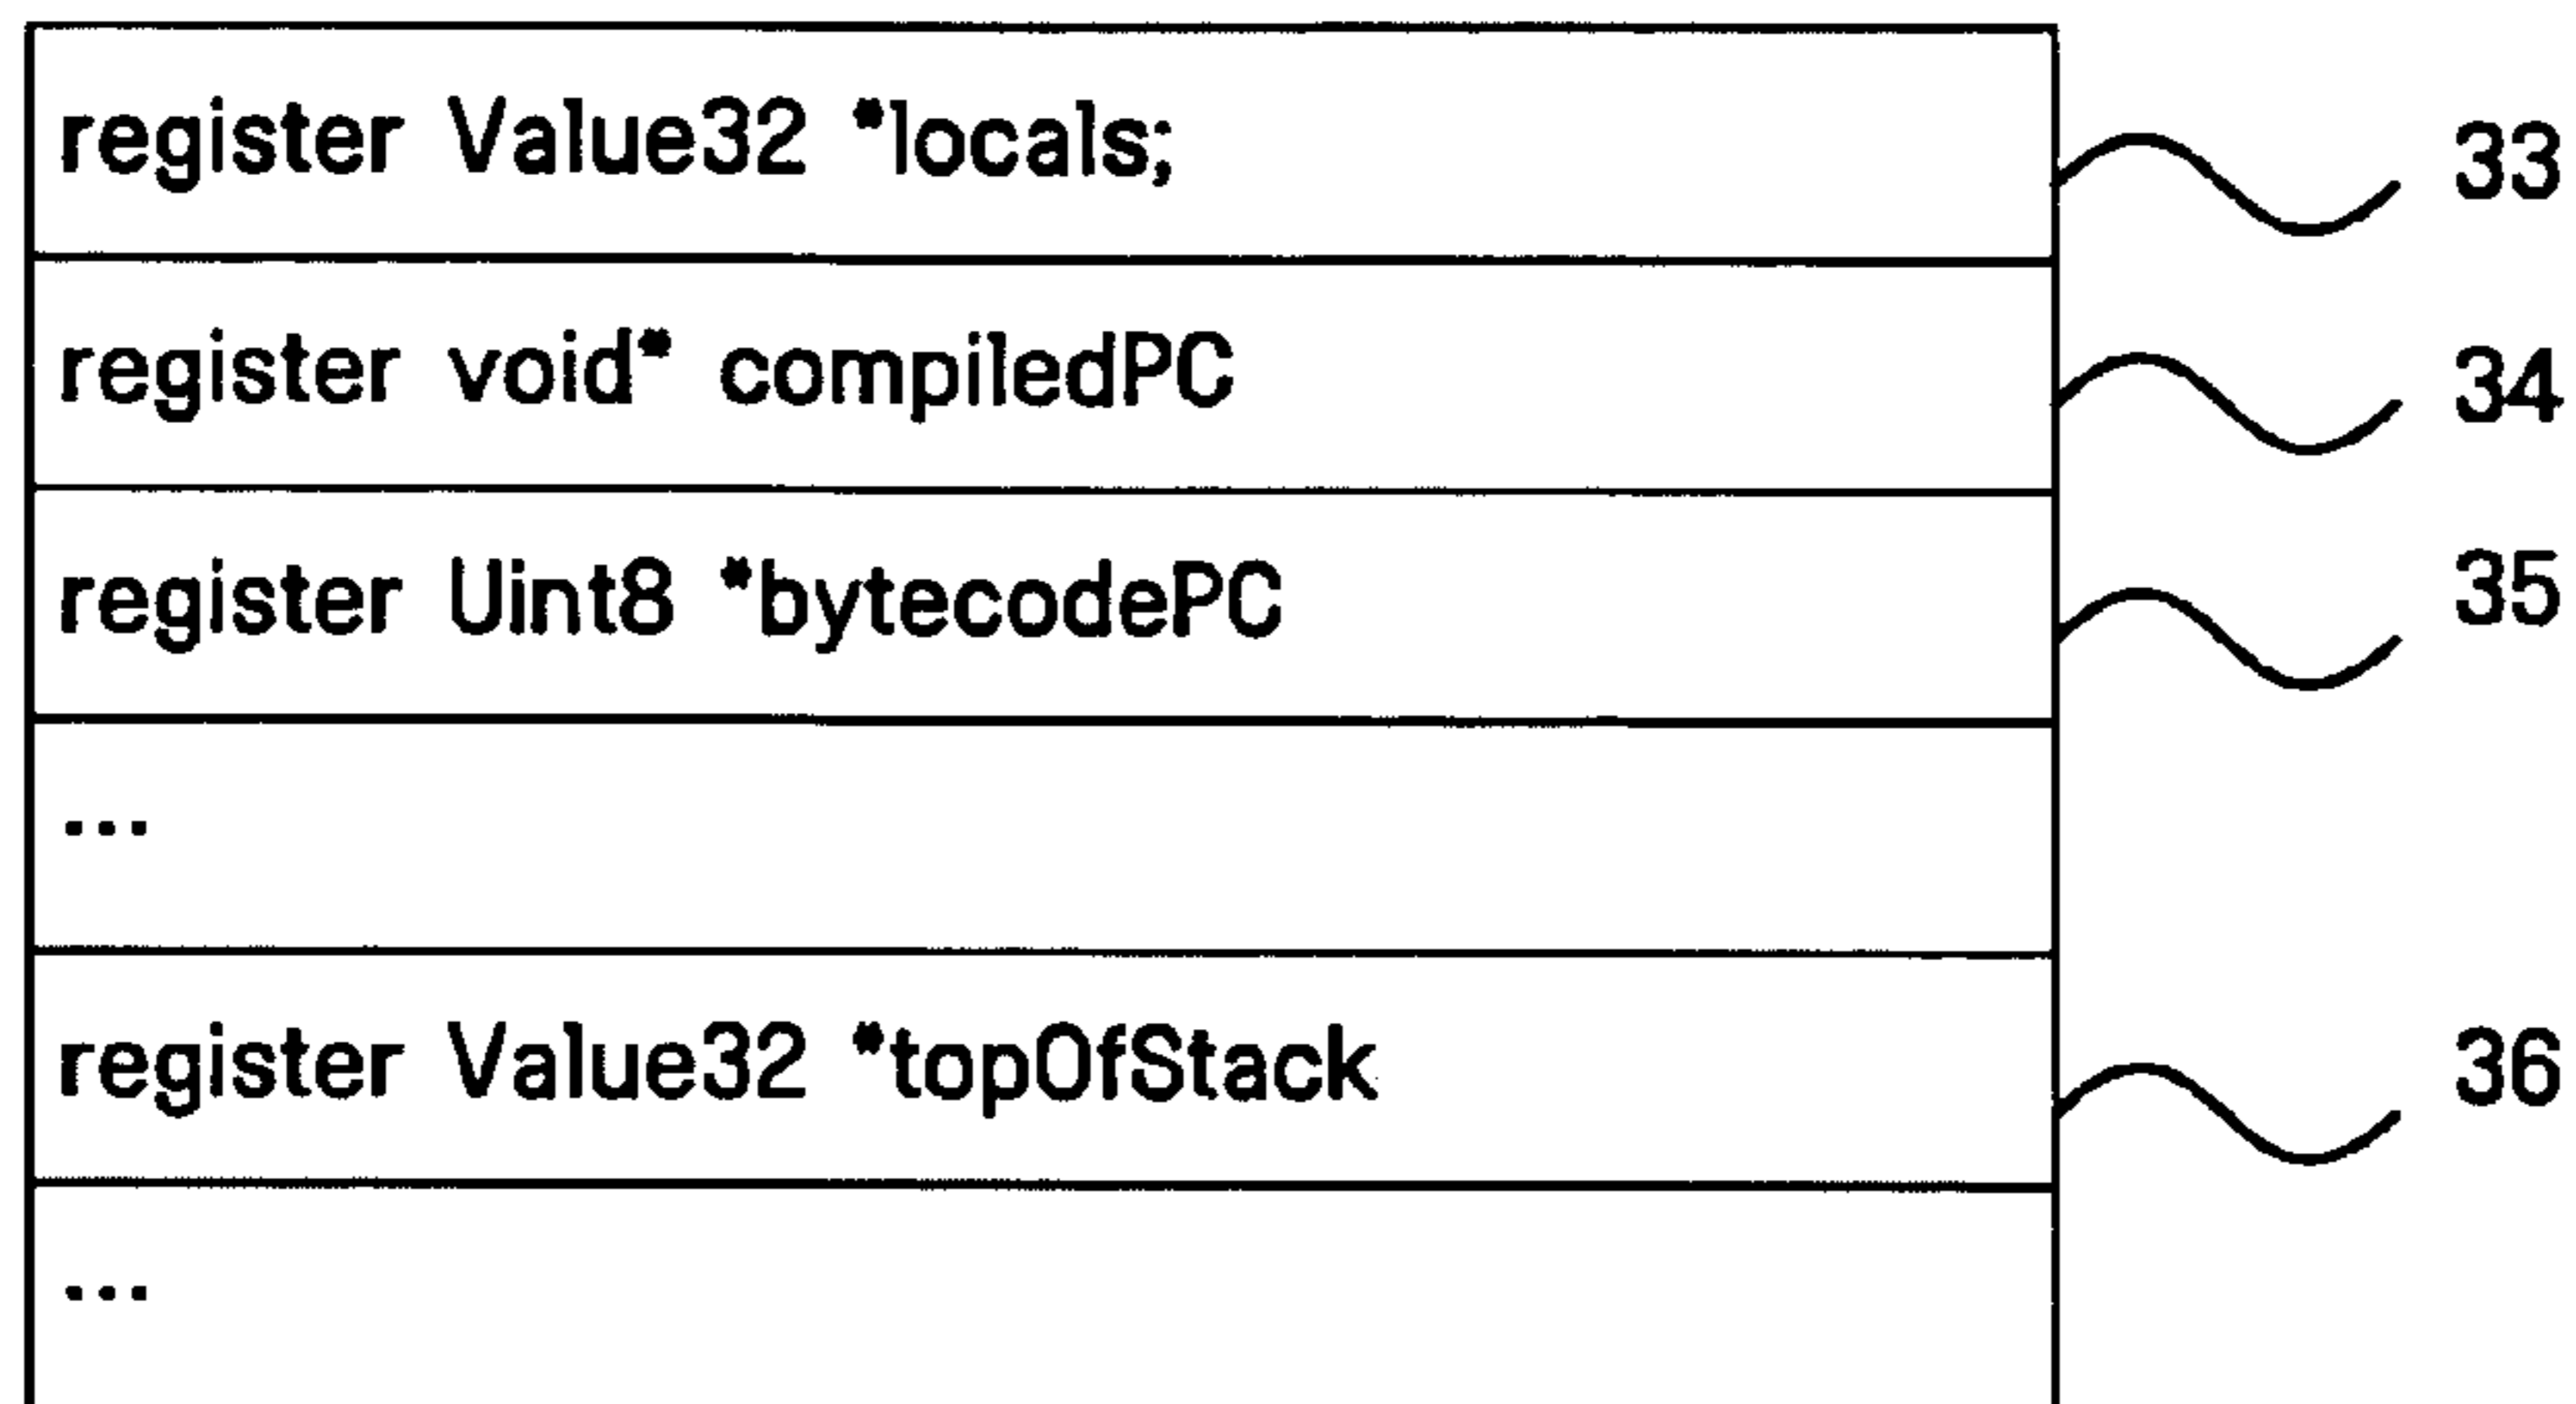 register Value32 *locals; 33
register void* compiledPC 34
register Uint8 *bytecodePC 35
...
register Value32 *topOfStack 36
...